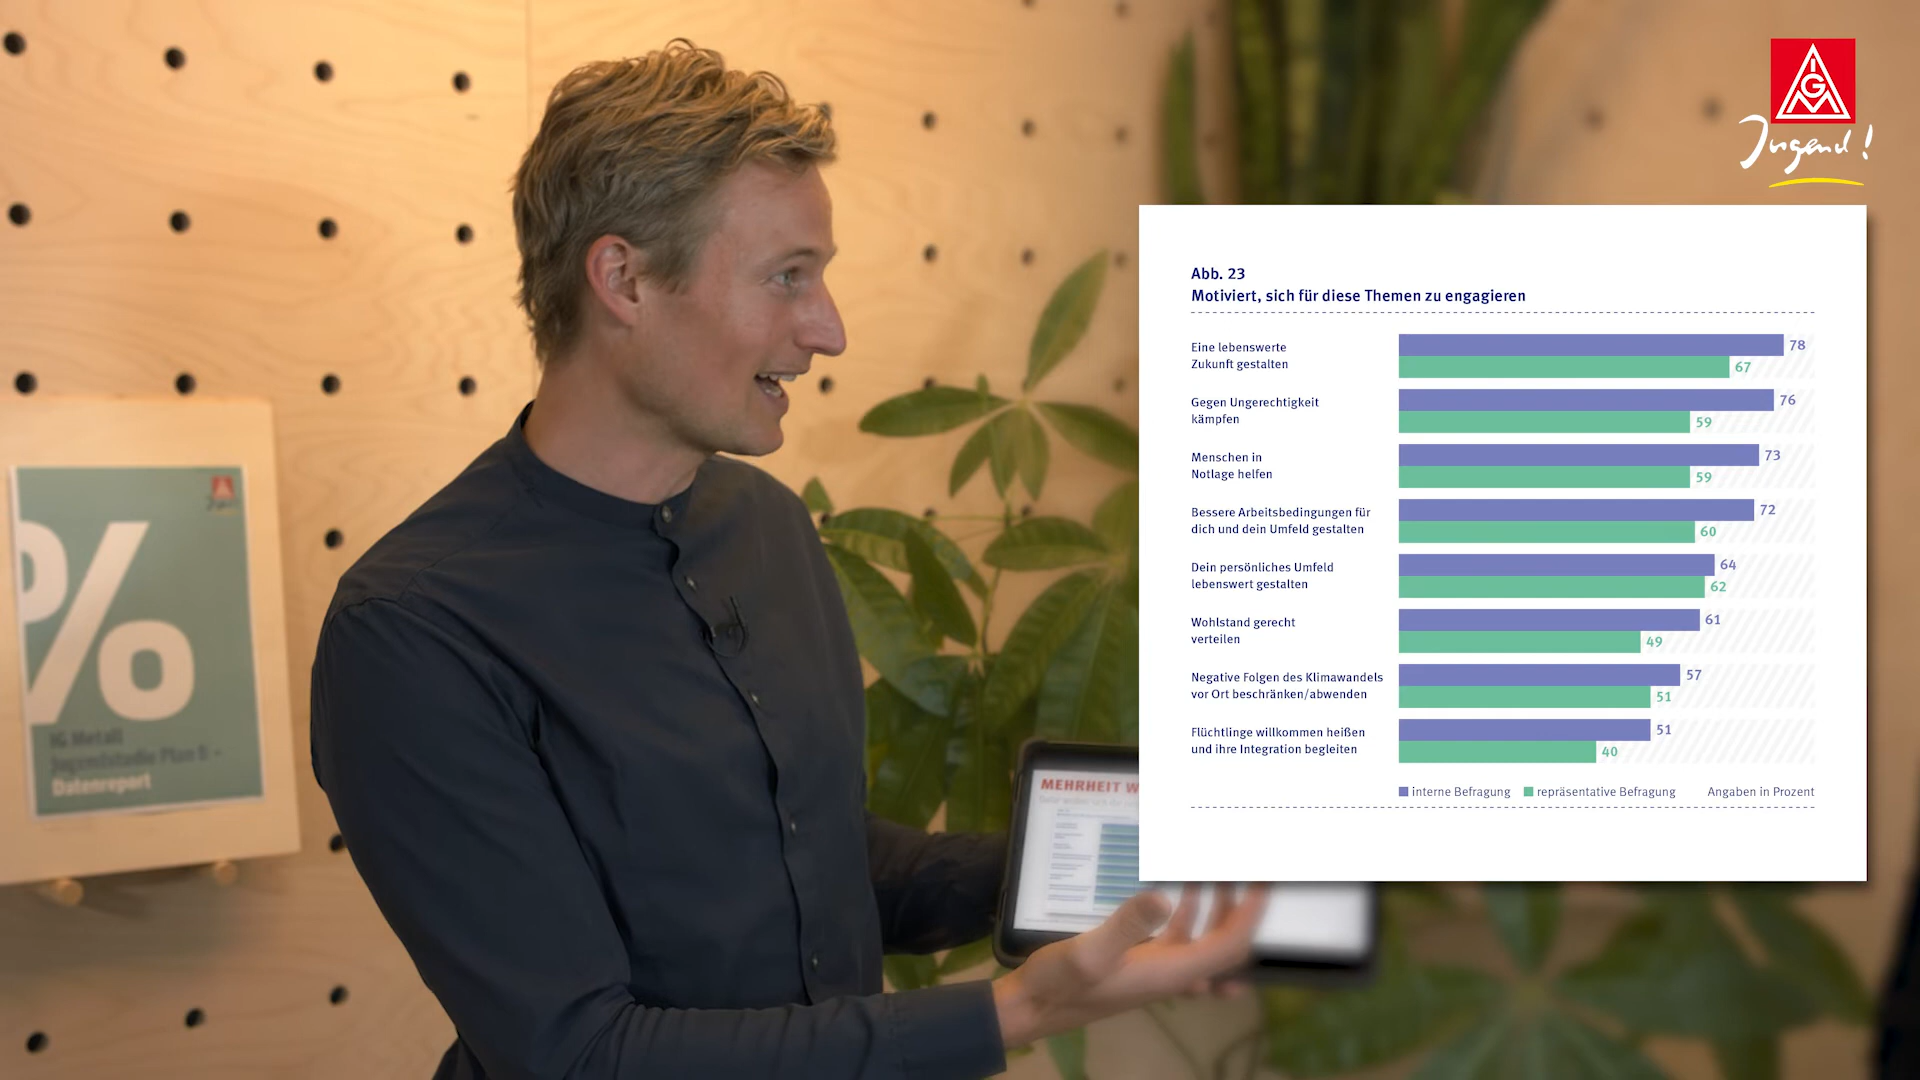 IGM
Jugend!
Abb. 23
Motiviert, sich für diese Themen zu engagieren
Eine lebenswerte
Zukunft gestalten
78
67
Gegen Ungerechtigkeit
kämpfen
76
59
Menschen in
Notlage helfen
73
59
Bessere Arbeitsbedingungen für
dich und dein Umfeld gestalten
72
60
Dein persönliches Umfeld
lebenswert gestalten
64
62
Wohlstand gerecht
verteilen
61
49
Negative Folgen des Klimawandels
vor Ort beschränken/abwenden
57
51
Flüchtlinge willkommen heißen
und ihre Integration begleiten
51
40
interne Befragung repräsentative Befragung Angaben in Prozent
%
IG Metall
Jugendstudie Plan B –
Datenreport
MEHRHEIT W